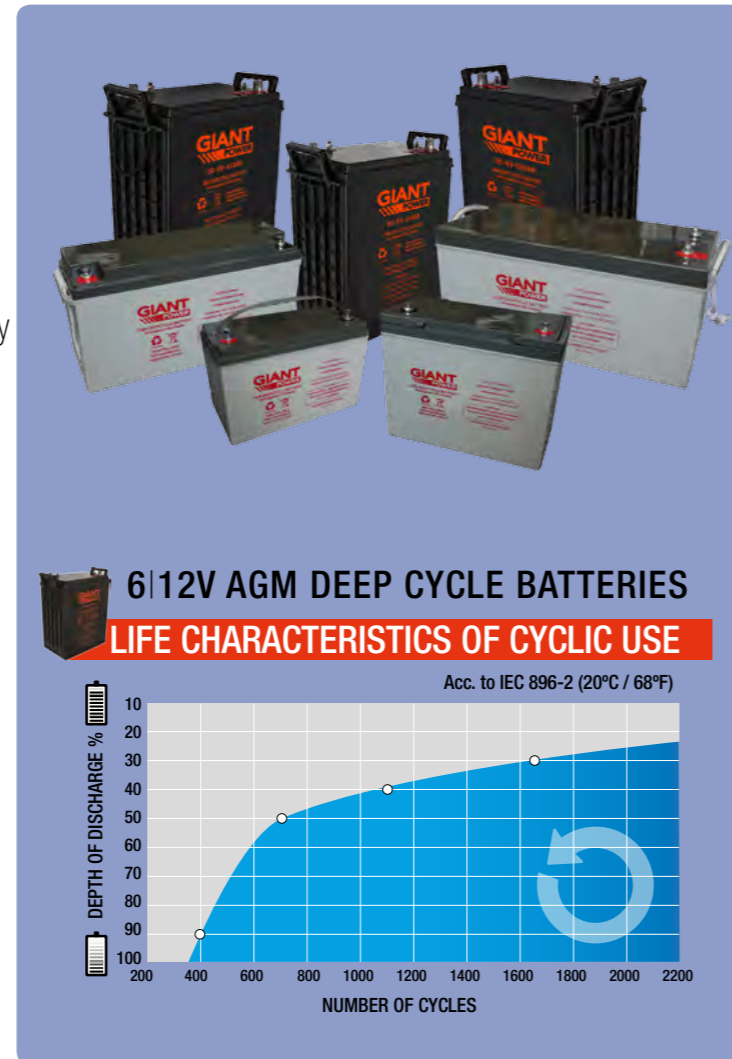 y
GIANT
POWER
GIANT
POWER
GIANT
POWER
GIANT
POWER
GIANT
POWER
GIANT
POWER
GIANT
POWER
6|12V AGM DEEP CYCLE BATTERIES
LIFE CHARACTERISTICS OF CYCLIC USE
Acc. to IEC 896-2 (20ºC / 68ºF)
DEPTH OF DISCHARGE %
10
20
30
40
50
60
70
80
90
100
200 400 600 800 1000 1200 1400 1600 1800 2000 2200
NUMBER OF CYCLES